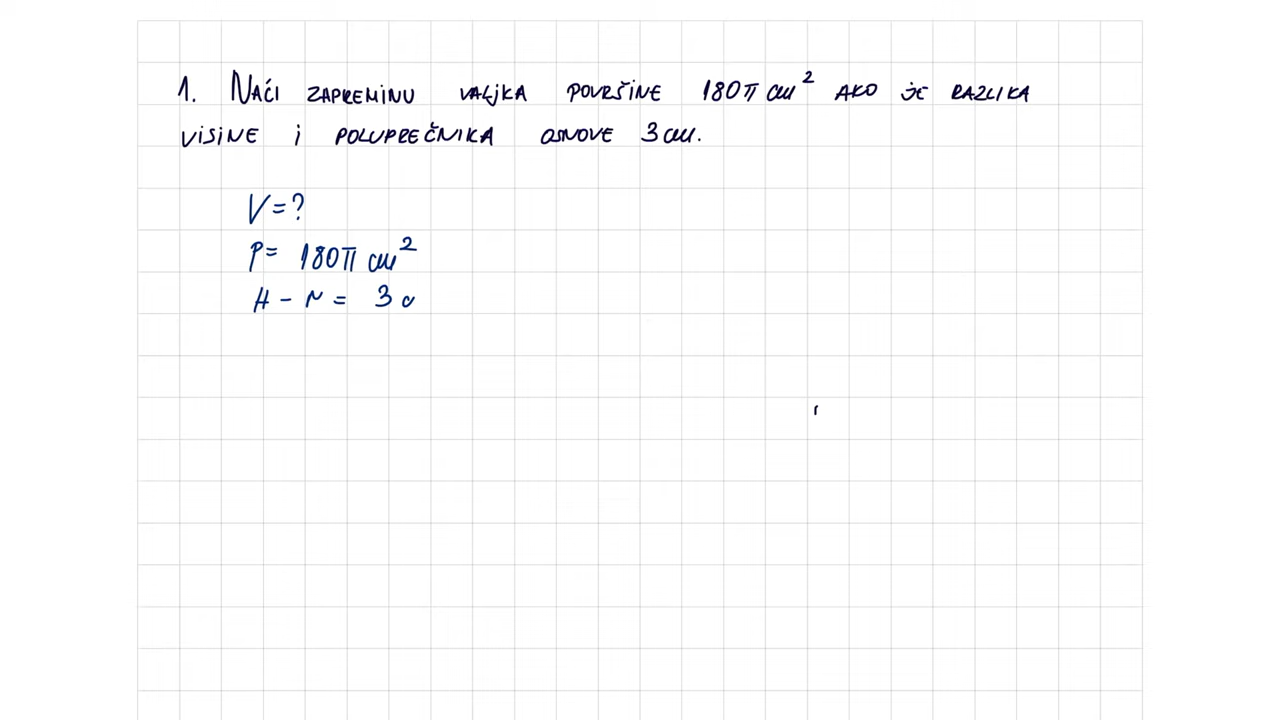 1. NAĆI ZAPREMINU VALJKA POVRŠINE 180π cm² AKO JE RAZLIKA
VISINE I POLUPREČNIKA OSNOVE 3 cm.
V = ?
P = 180π cm²
H - r = 3 c